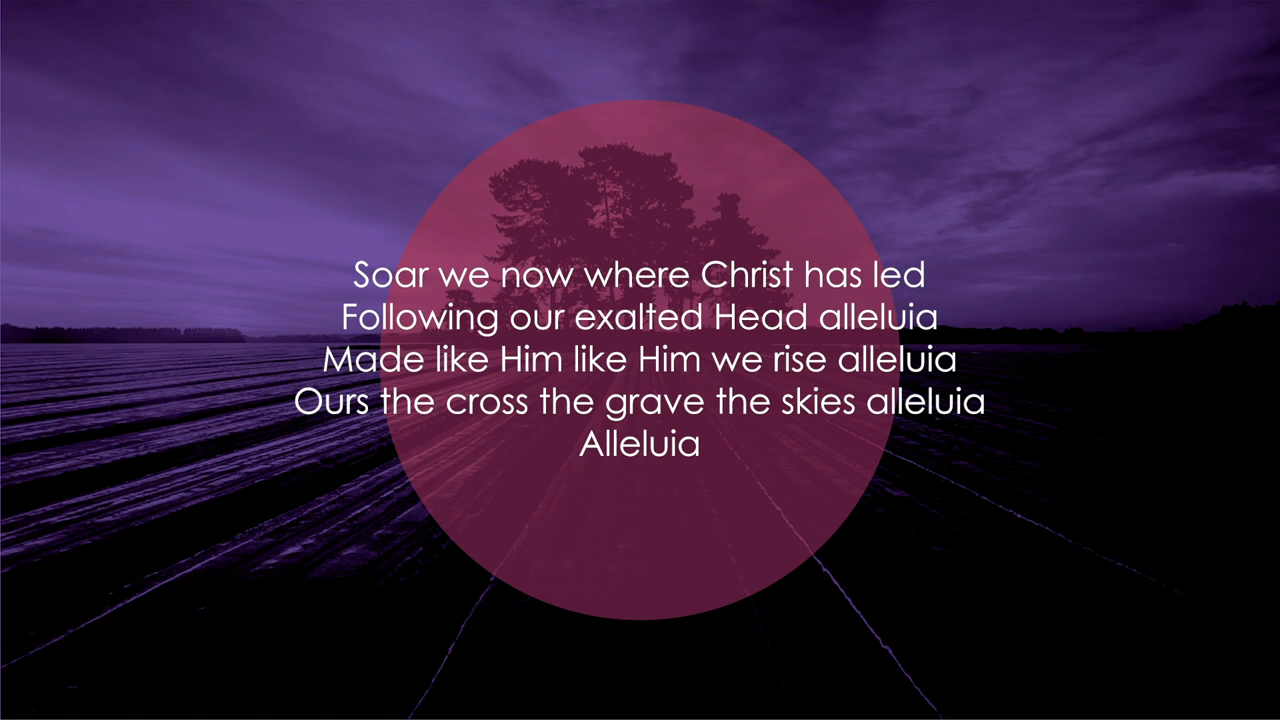 Soar we now where Christ has led
Following our exalted Head alleluia
Made like Him like Him we rise alleluia
Ours the cross the grave the skies alleluia
Alleluia